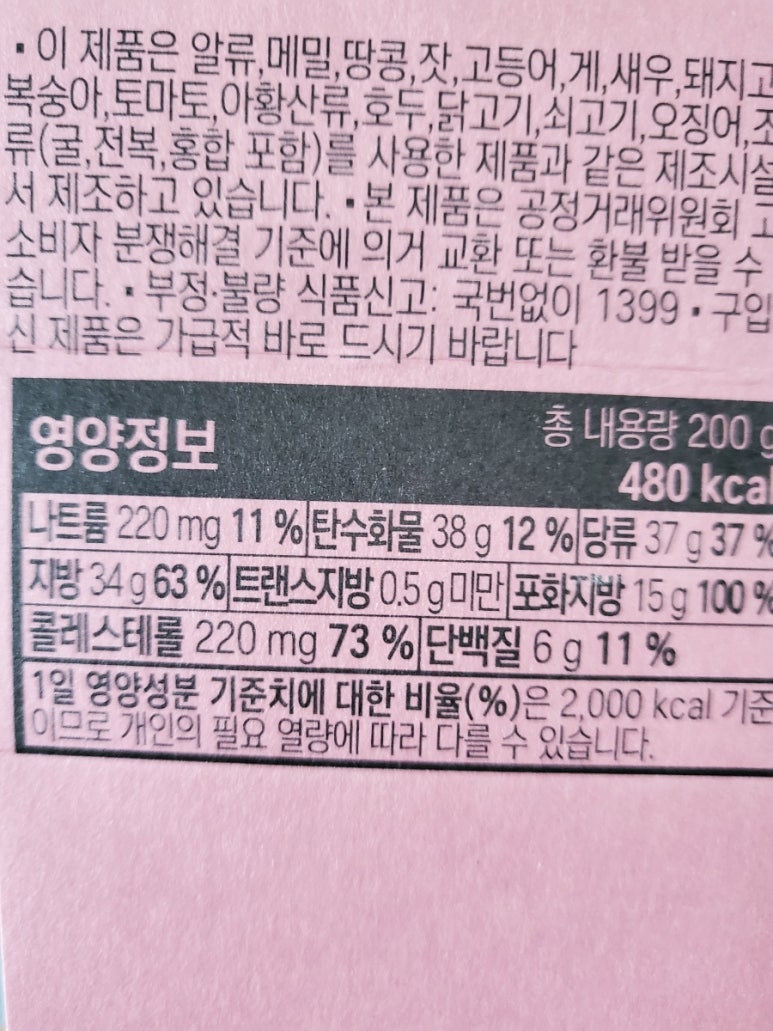 ▪이 제품은 알류,메밀,땅콩,잣,고등어,게,새우,돼지고
복숭아,토마토,아황산류,호두,닭고기,쇠고기,오징어,조
류(굴,전복,홍합 포함)를 사용한 제품과 같은 제조시설
서 제조하고 있습니다. ▪본 제품은 공정거래위원회 고
소비자 분쟁해결 기준에 의거 교환 또는 환불 받을 수
습니다. ▪부정·불량 식품신고: 국번없이 1399 ▪구입
신 제품은 가급적 바로 드시기 바랍니다
영양정보 총 내용량 200 g
480 kcal
나트륨 220 mg 11 % 탄수화물 38 g 12 % 당류 37 g 37 %
지방 34 g 63 % 트랜스지방 0.5 g 미만 포화지방 15 g 100 %
콜레스테롤 220 mg 73 % 단백질 6 g 11 %
1일 영양성분 기준치에 대한 비율(%)은 2,000 kcal 기준
이므로 개인의 필요 열량에 따라 다를 수 있습니다.